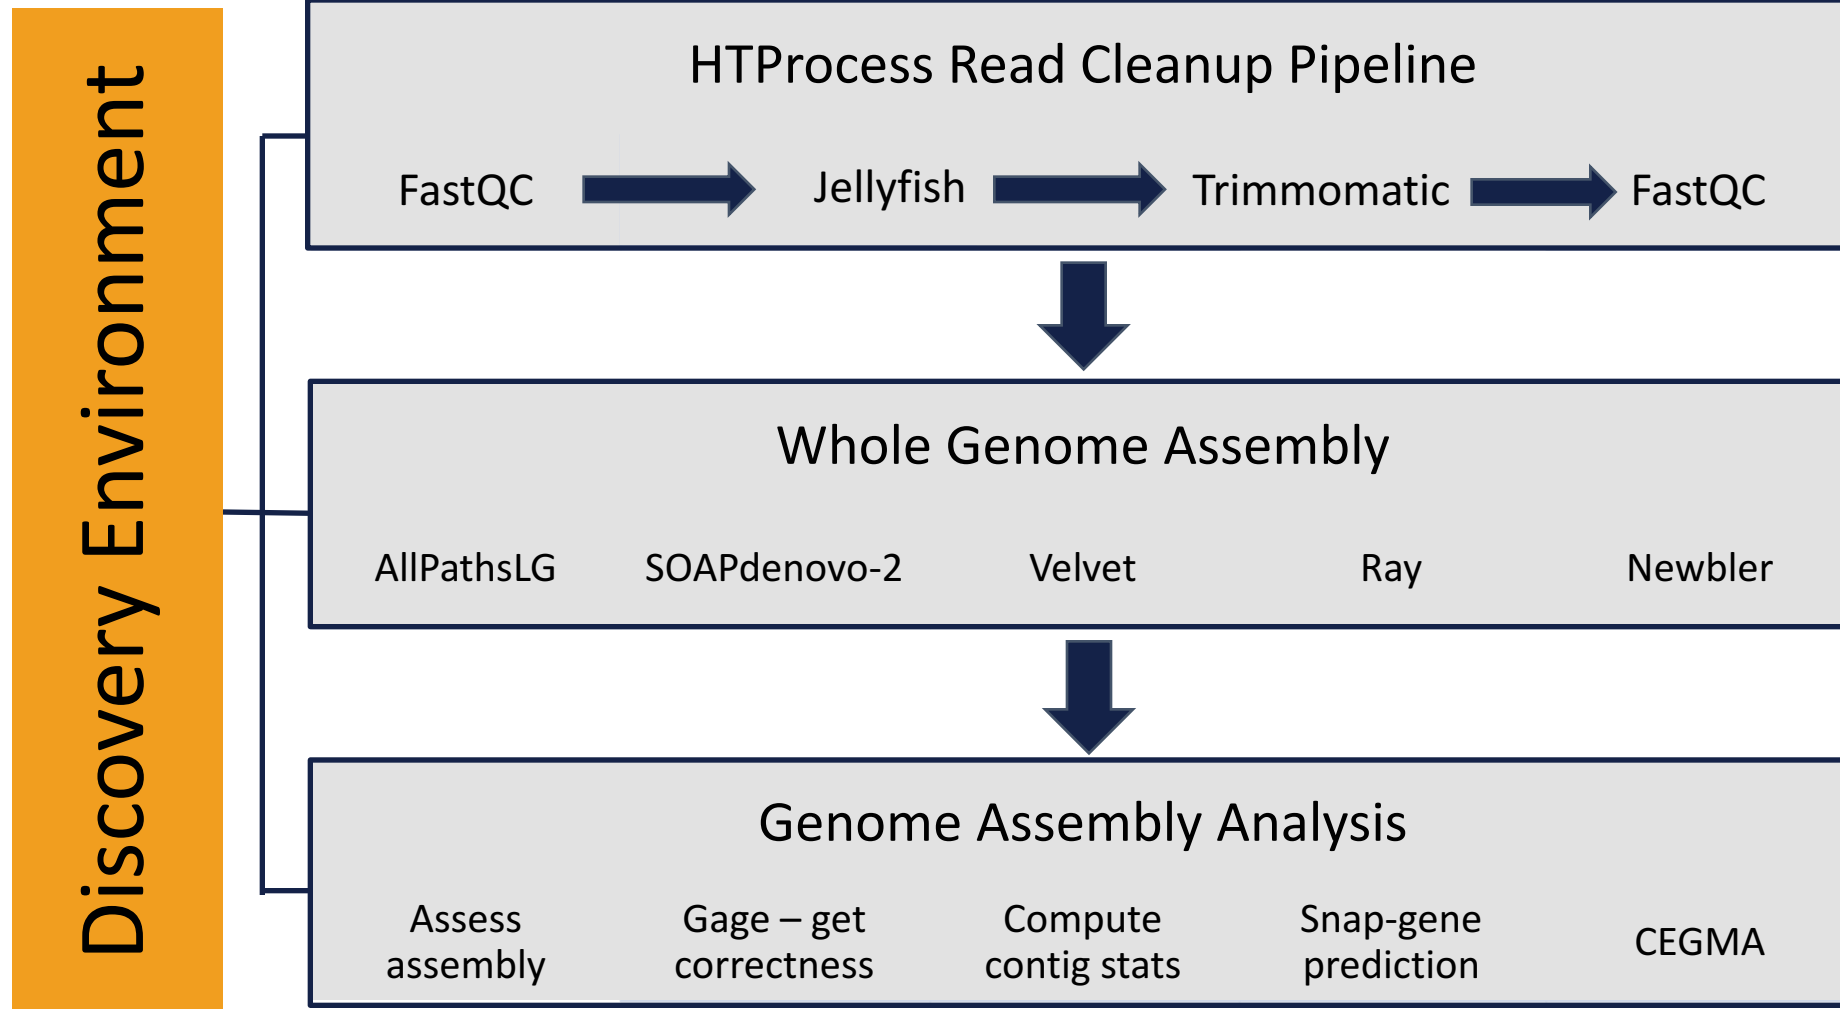 Discovery Environment
HTProcess Read Cleanup Pipeline
FastQC Jellyfish Trimmomatic FastQC
Whole Genome Assembly
AllPathsLG SOAPdenovo-2 Velvet Ray Newbler
Genome Assembly Analysis
Assess
assembly
Gage – get
correctness
Compute
contig stats
Snap-gene
prediction
CEGMA